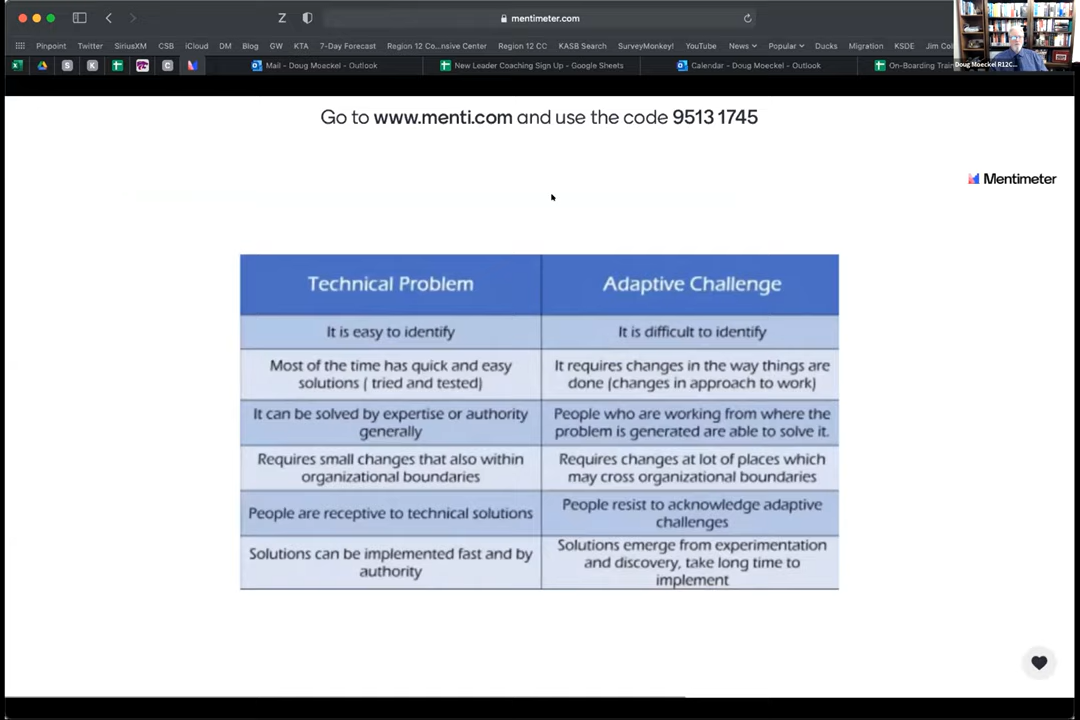 mentimeter.com
Pinpoint Twitter SiriusXM CSB iCloud DM Blog GW KTA 7-Day Forecast Region 12 Co...nsive Center Region 12 CC KASB Search SurveyMonkey! YouTube News Popular Ducks Migration KSDE Jim Col
Doug Moeckel R12C...
Mail - Doug Moeckel - Outlook New Leader Coaching Sign Up - Google Sheets Calendar - Doug Moeckel - Outlook On-Boarding Train
Go to www.menti.com and use the code 9513 1745
Mentimeter
Technical Problem Adaptive Challenge
It is easy to identify It is difficult to identify
Most of the time has quick and easy It requires changes in the way things are
solutions ( tried and tested) done (changes in approach to work)
It can be solved by expertise or authority People who are working from where the
generally problem is generated are able to solve it.
Requires small changes that also within Requires changes at lot of places which
organizational boundaries may cross organizational boundaries
People are receptive to technical solutions People resist to acknowledge adaptive
challenges
Solutions can be implemented fast and by Solutions emerge from experimentation
authority and discovery, take long time to
implement